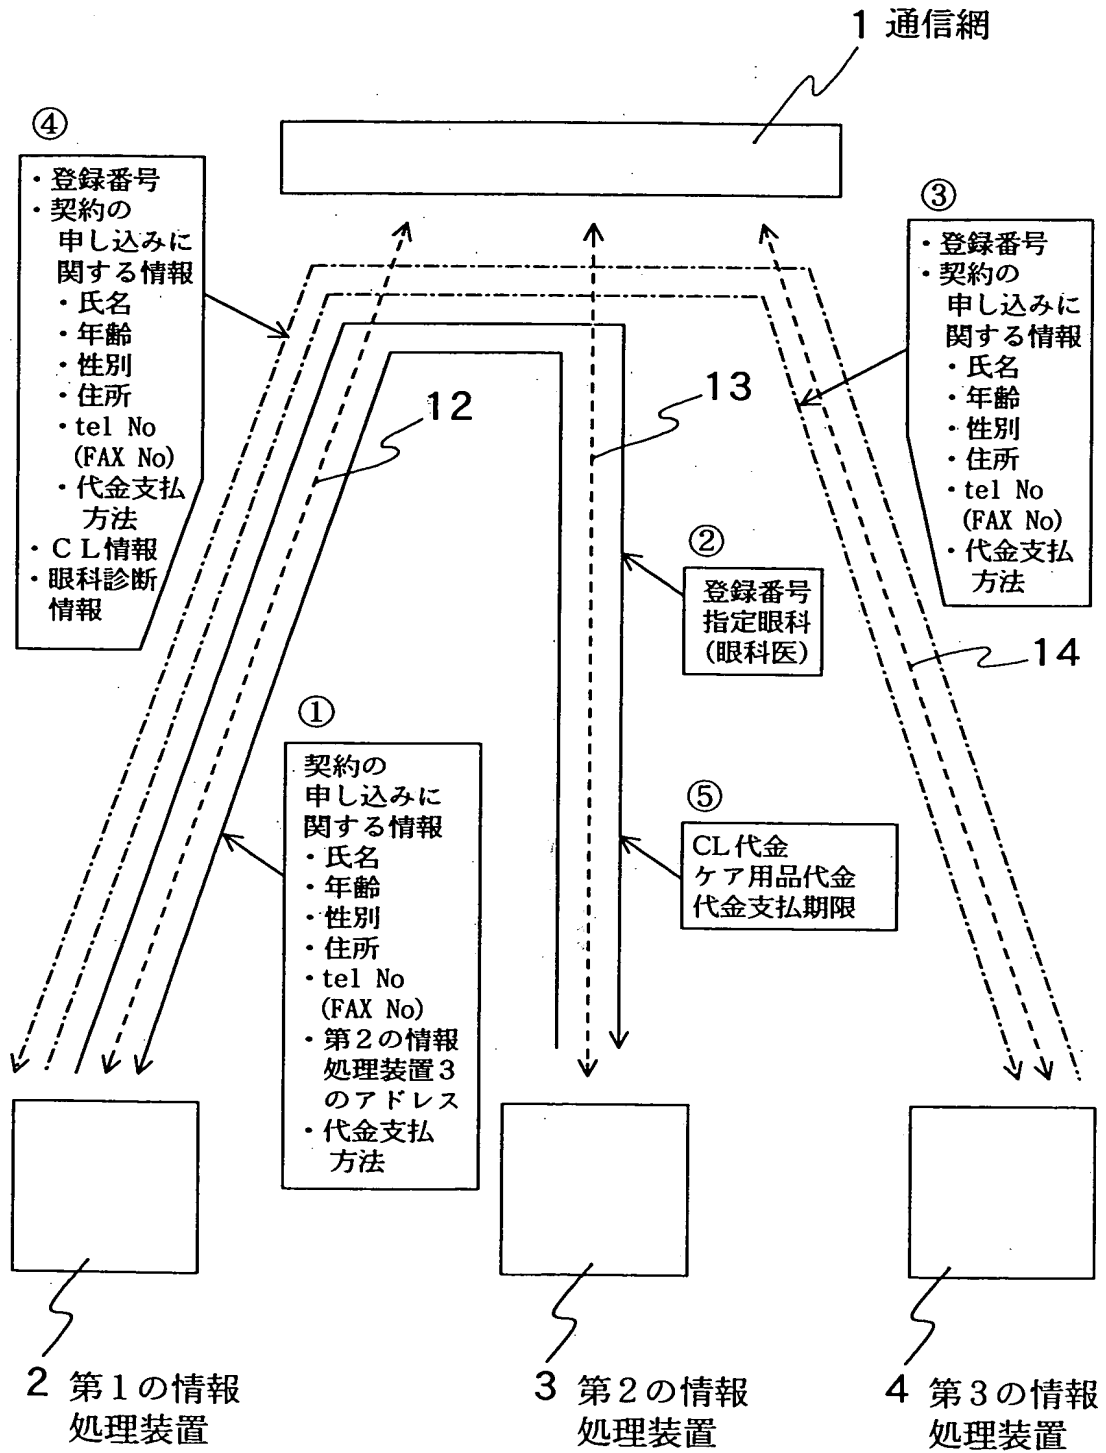 1 通信網
④
・登録番号
・契約の
申し込みに
関する情報
・氏名
・年齢
・性別
・住所
・tel No
(FAX No)
・代金支払
方法
・ＣＬ情報
・眼科診断
情報
③
・登録番号
・契約の
申し込みに
関する情報
・氏名
・年齢
・性別
・住所
・tel No
(FAX No)
・代金支払
方法
12
13
②
登録番号
指定眼科
(眼科医)
14
①
契約の
申し込みに
関する情報
・氏名
・年齢
・性別
・住所
・tel No
(FAX No)
・第２の情報
処理装置３
のアドレス
・代金支払
方法
⑤
CL代金
ケア用品代金
代金支払期限
2 第１の情報
処理装置
3 第２の情報
処理装置
4 第３の情報
処理装置